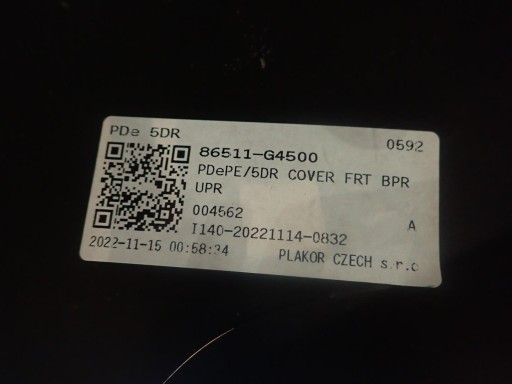 PDe 5DR
0592
86511-G4500
PDePE/5DR COVER FRT BPR
UPR
004562
A
I140-20221114-0832
2022-11-15 00:58:34
PLAKOR CZECH s.r.o